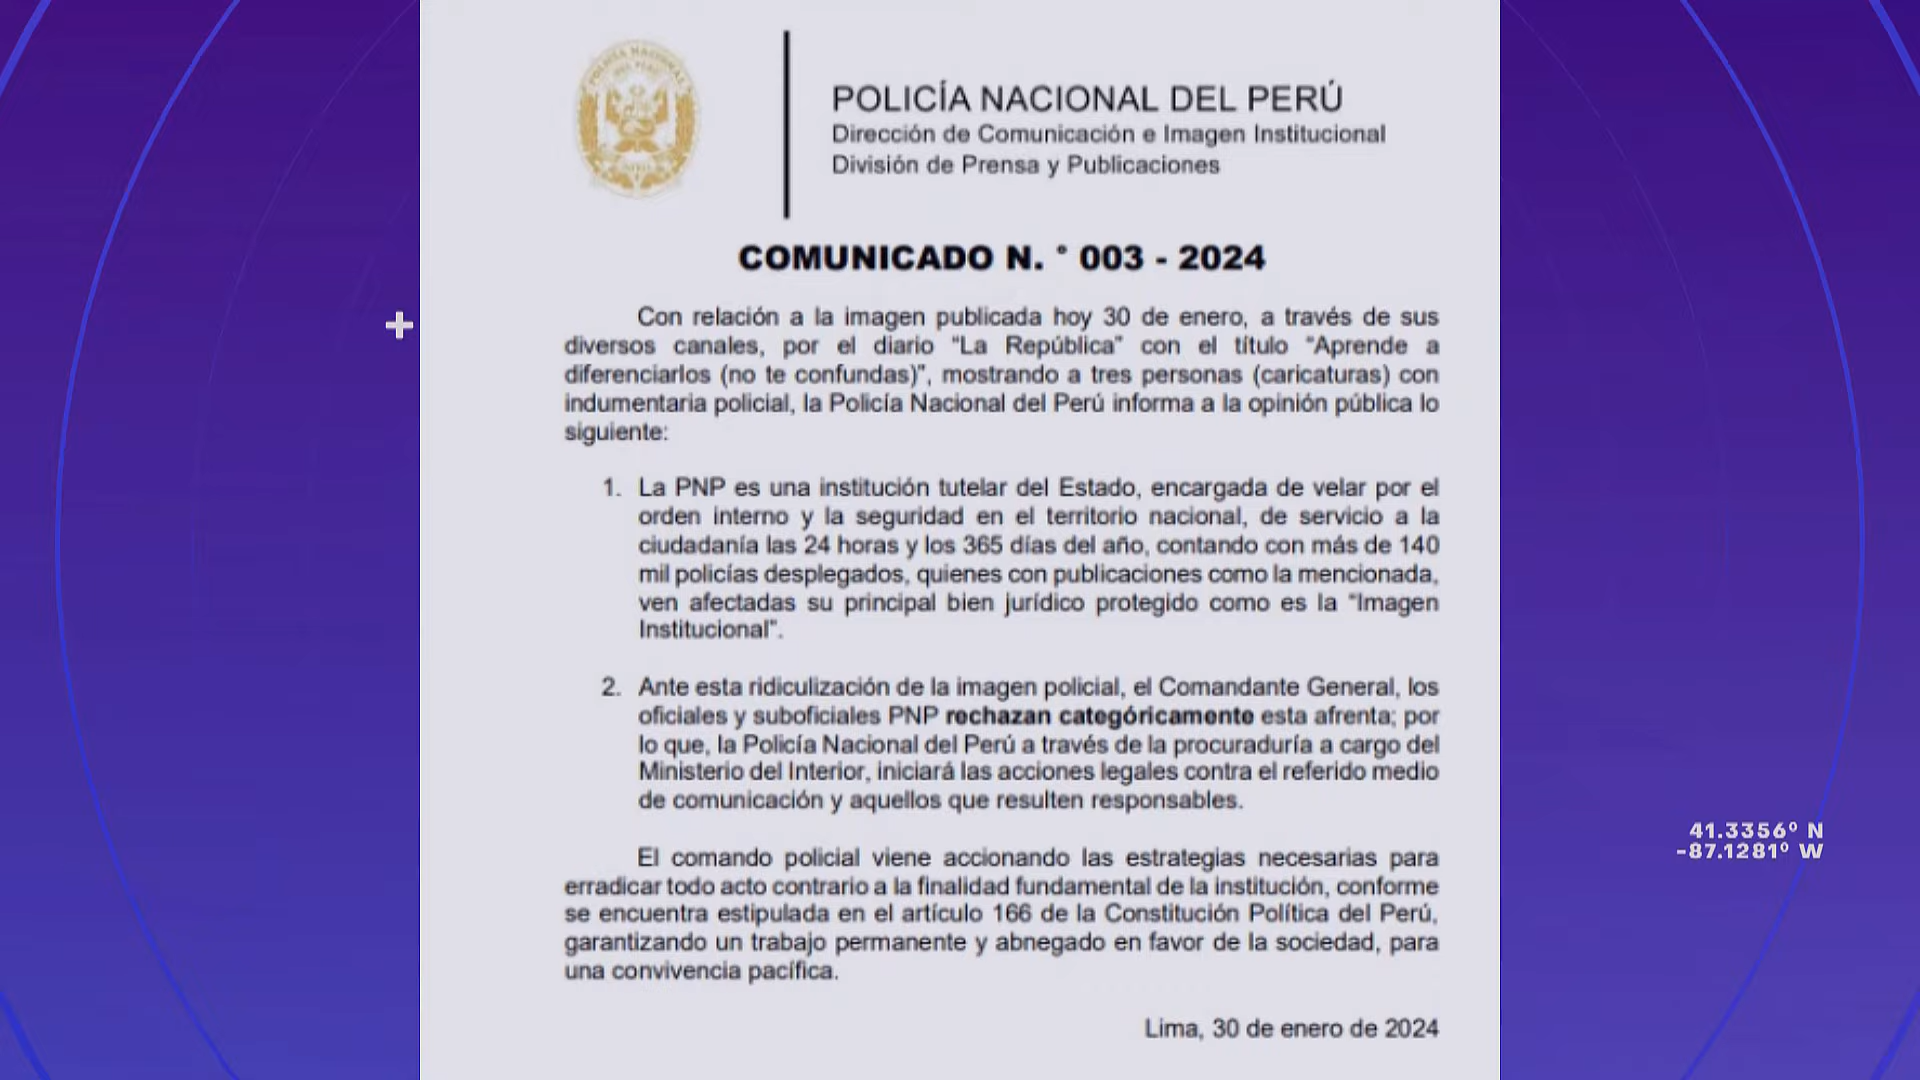 POLICÍA NACIONAL
DEL PERÚ
POLICÍA NACIONAL DEL PERÚ
Dirección de Comunicación e Imagen Institucional
División de Prensa y Publicaciones
COMUNICADO N. ° 003 - 2024
Con relación a la imagen publicada hoy 30 de enero, a través de sus
diversos canales, por el diario "La República" con el título "Aprende a
diferenciarlos (no te confundas)", mostrando a tres personas (caricaturas) con
indumentaria policial, la Policía Nacional del Perú informa a la opinión pública lo
siguiente:
1. La PNP es una institución tutelar del Estado, encargada de velar por el
orden interno y la seguridad en el territorio nacional, de servicio a la
ciudadanía las 24 horas y los 365 días del año, contando con más de 140
mil policías desplegados, quienes con publicaciones como la mencionada,
ven afectadas su principal bien jurídico protegido como es la "Imagen
Institucional".
2. Ante esta ridiculización de la imagen policial, el Comandante General, los
oficiales y suboficiales PNP rechazan categóricamente esta afrenta; por
lo que, la Policía Nacional del Perú a través de la procuraduría a cargo del
Ministerio del Interior, iniciará las acciones legales contra el referido medio
de comunicación y aquellos que resulten responsables.
El comando policial viene accionando las estrategias necesarias para
erradicar todo acto contrario a la finalidad fundamental de la institución, conforme
se encuentra estipulada en el artículo 166 de la Constitución Política del Perú,
garantizando un trabajo permanente y abnegado en favor de la sociedad, para
una convivencia pacífica.
Lima, 30 de enero de 2024
41.3356° N
-87.1281° W